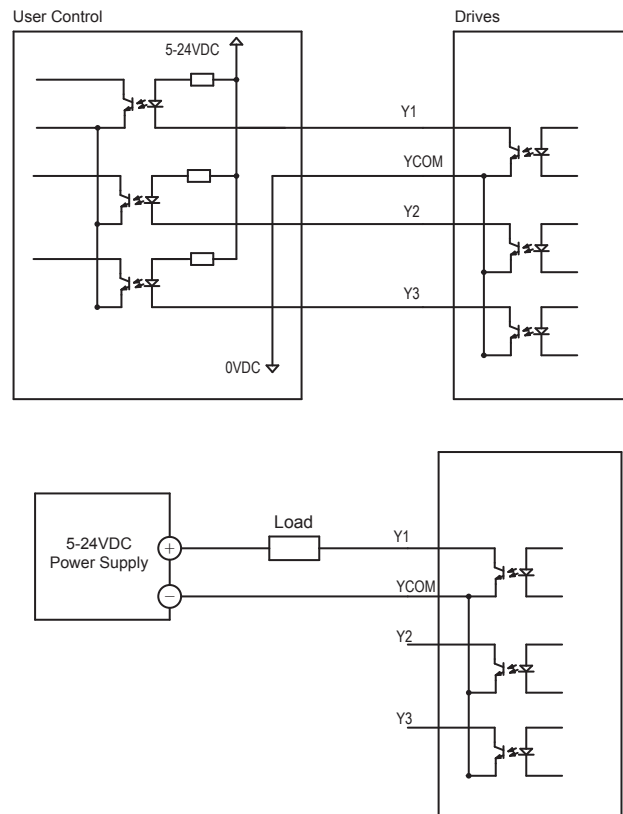 User Control
Drives
5-24VDC
Y1
YCOM
Y2
Y3
0VDC
5-24VDC
Power Supply
+
−
Load
Y1
YCOM
Y2
Y3